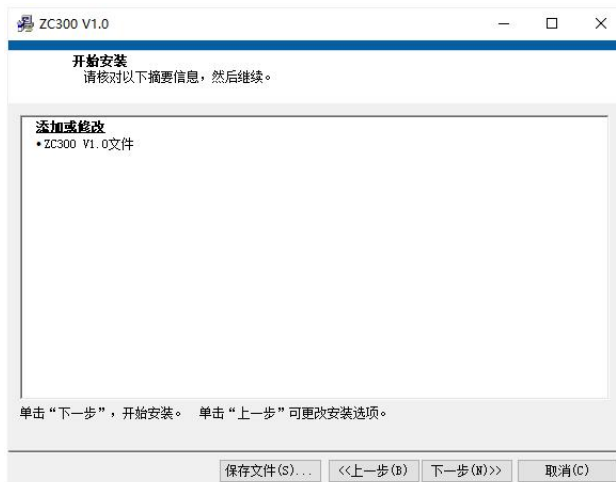 ZC300 V1.0
开始安装
请核对以下摘要信息，然后继续。
添加或修改
•ZC300 V1.0文件
单击“下一步”，开始安装。 单击“上一步”可更改安装选项。
保存文件(S)... <<上一步(B) 下一步(N)>> 取消(C)